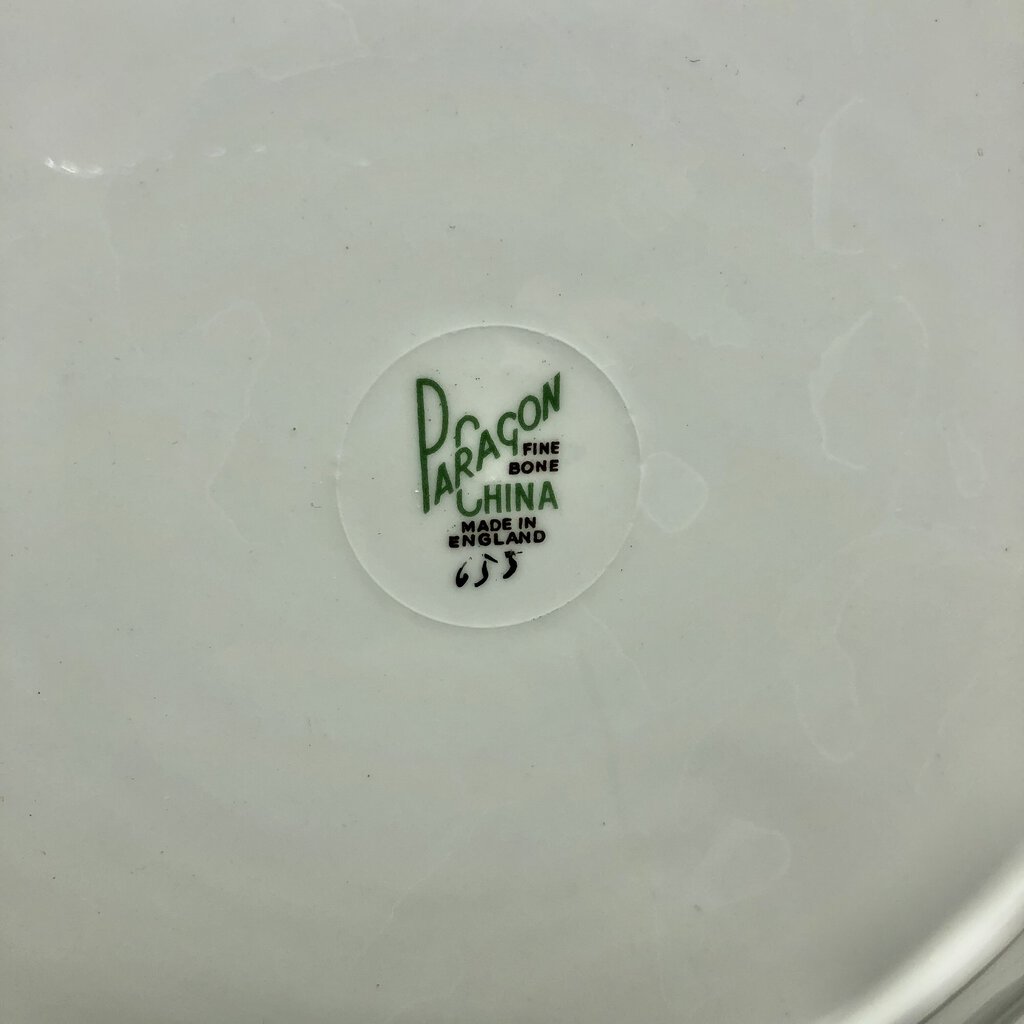 PARAGON
FINE
BONE
CHINA
MADE IN
ENGLAND
655